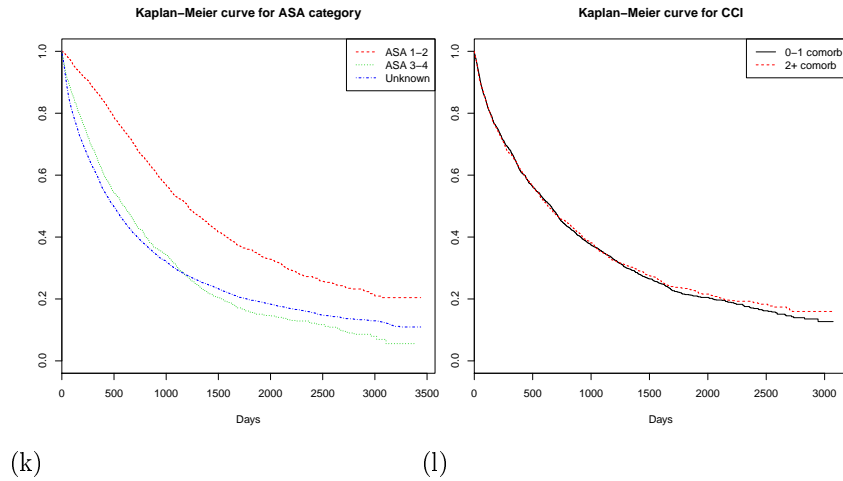 Kaplan−Meier curve for ASA category
1.0
0.8
0.6
0.4
0.2
0.0
ASA 1−2
ASA 3−4
Unknown
0 500 1000 1500 2000 2500 3000 3500
Days
(k)
Kaplan−Meier curve for CCI
1.0
0.8
0.6
0.4
0.2
0.0
0−1 comorb
2+ comorb
0 500 1000 1500 2000 2500 3000
Days
(l)